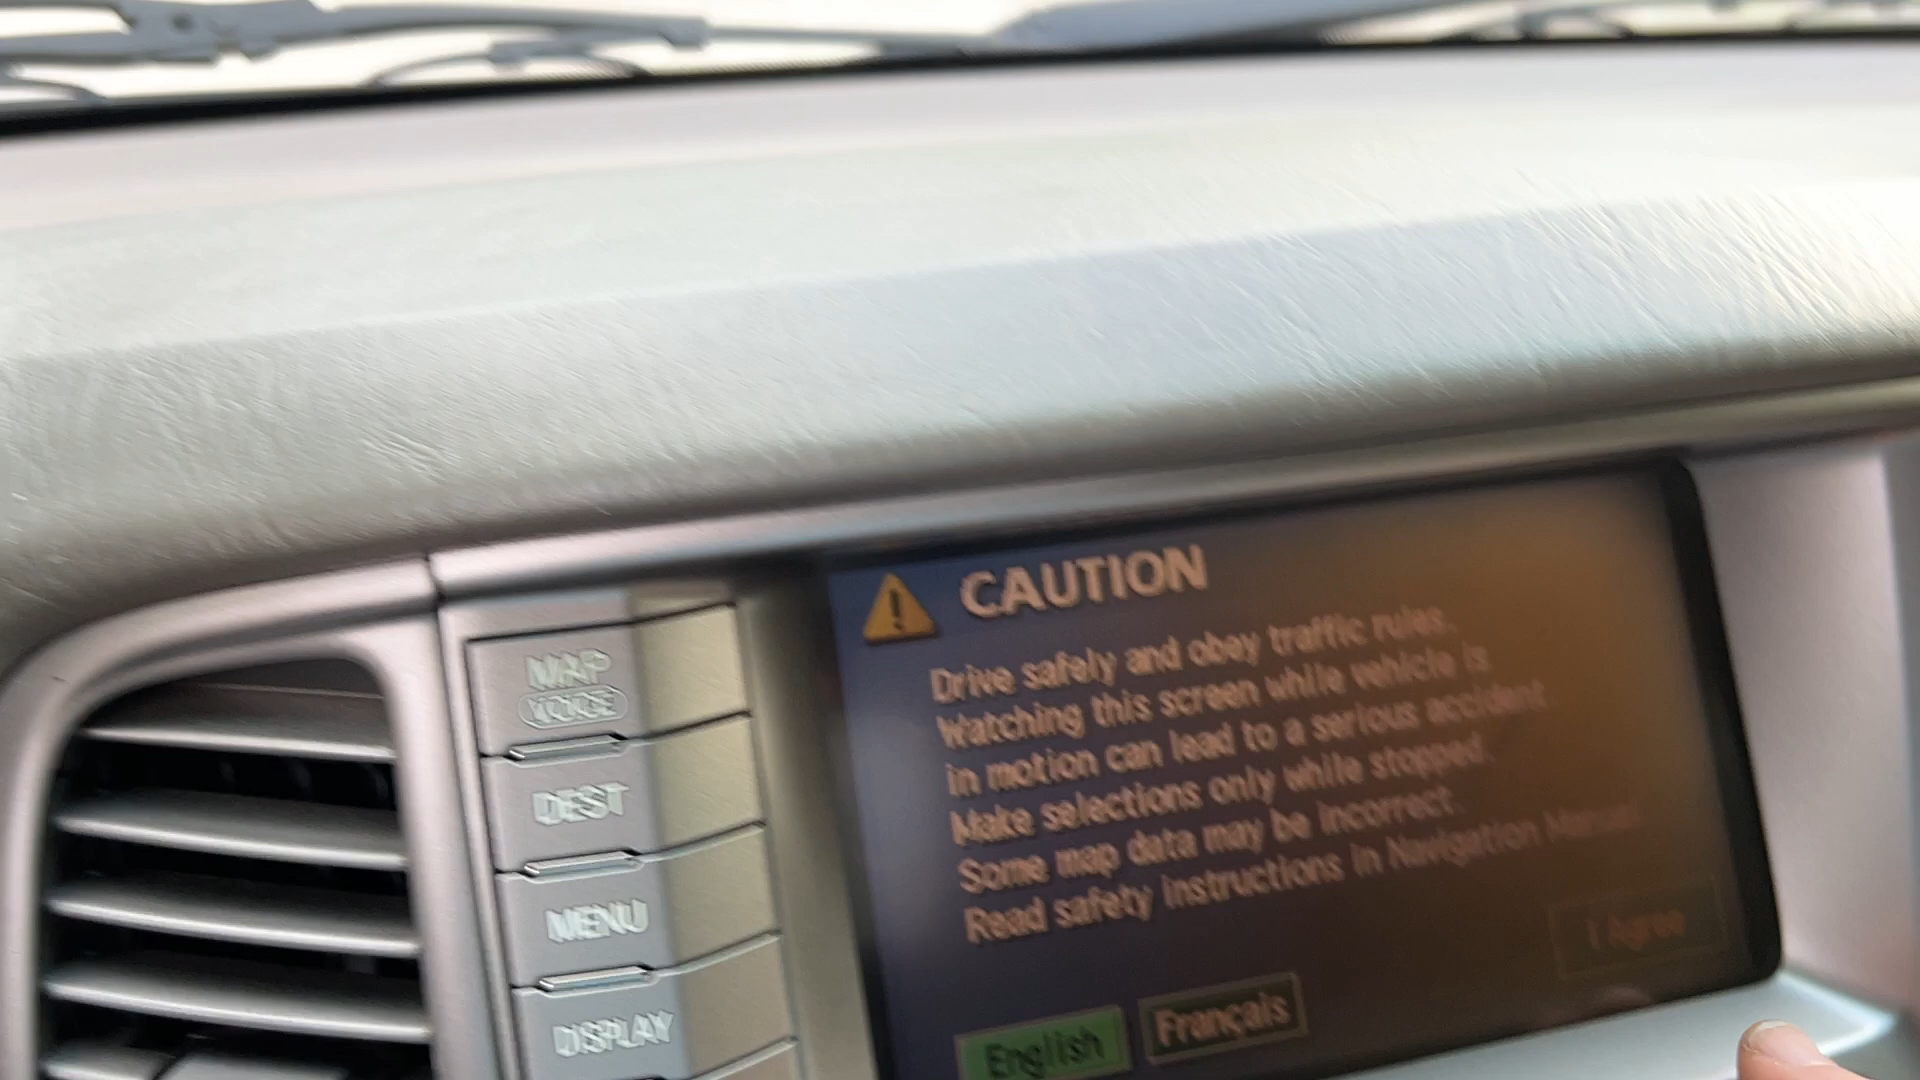 CAUTION
Drive safely and obey traffic rules.
Watching this screen while vehicle is
in motion can lead to a serious accident
Make selections only while stopped.
Some map data may be incorrect.
Read safety instructions in Navigation Manual
I Agree
English
Français
MAP
VOICE
DEST
MENU
DISPLAY